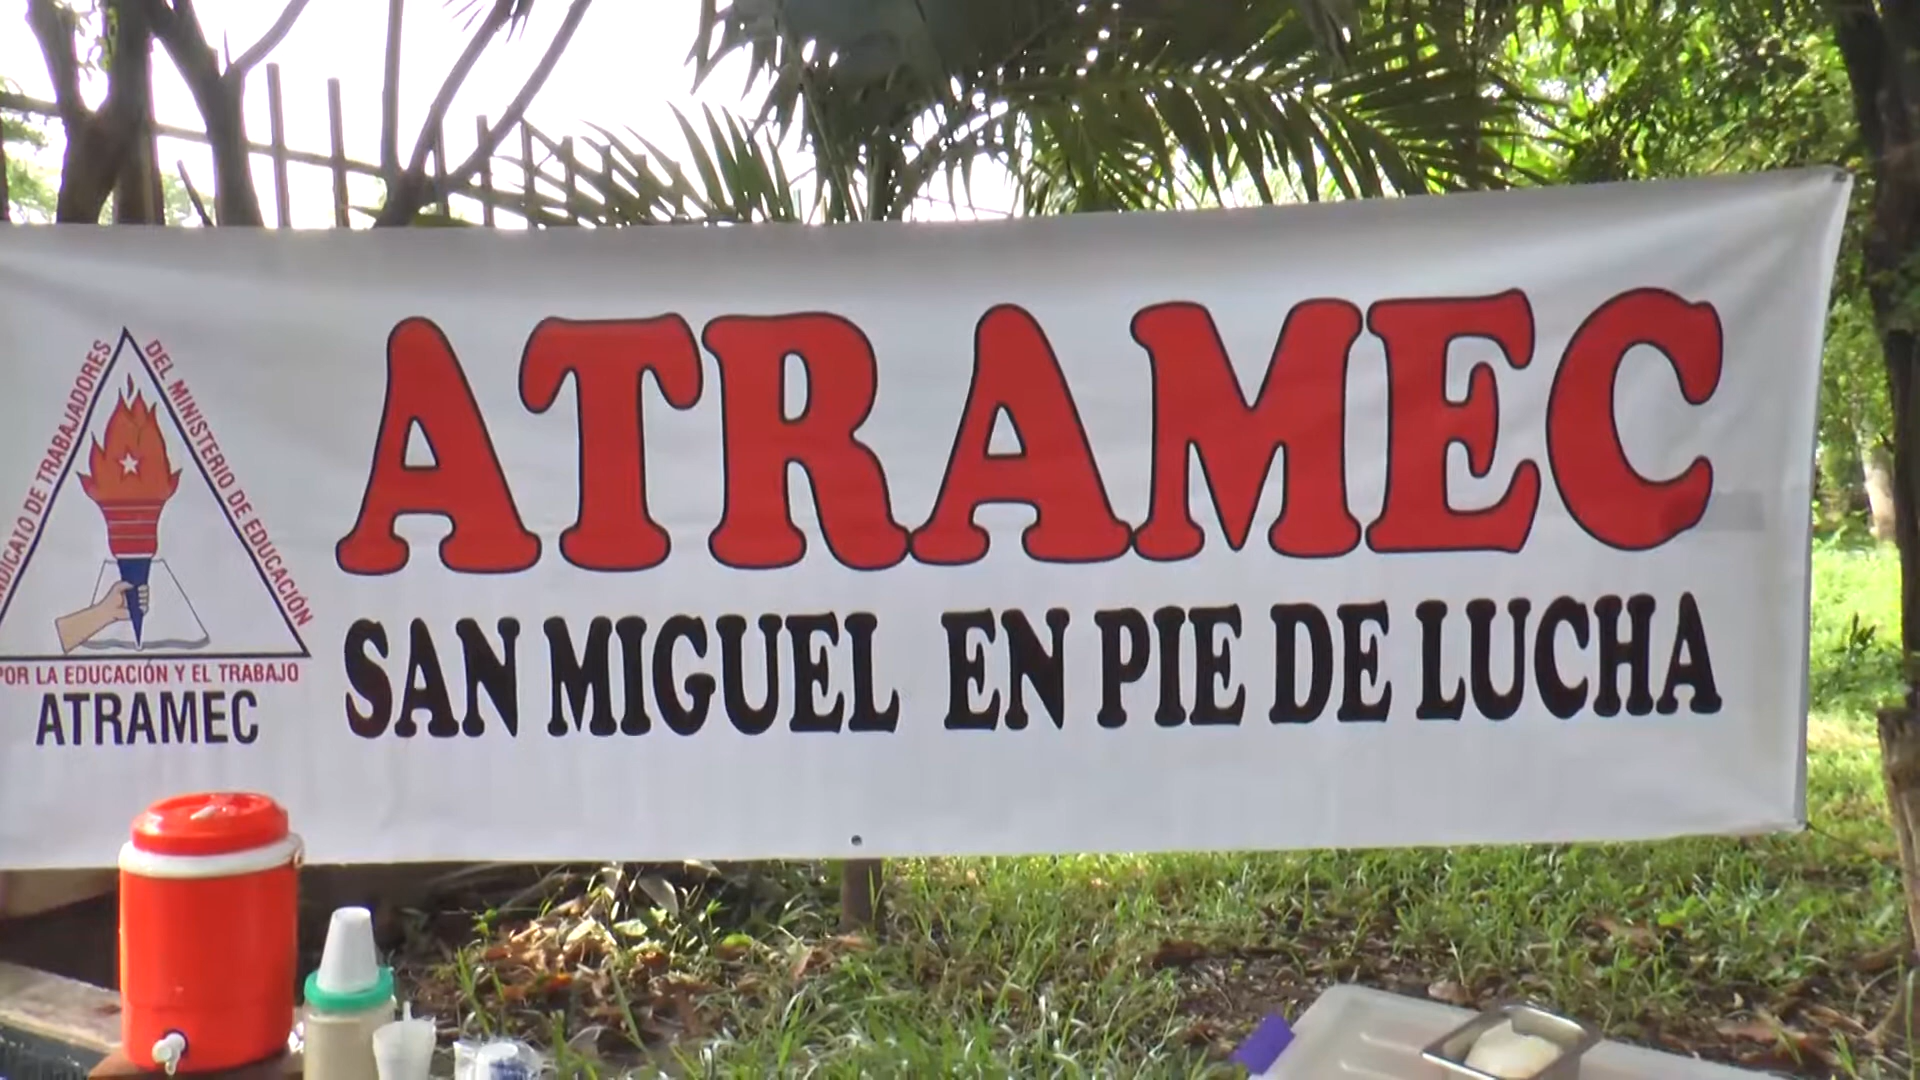 ATRAMEC
SAN MIGUEL EN PIE DE LUCHA
DE TRABAJADORES
DEL MINISTERIO DE EDUCACIÓN
POR LA EDUCACIÓN Y EL TRABAJO
ATRAMEC